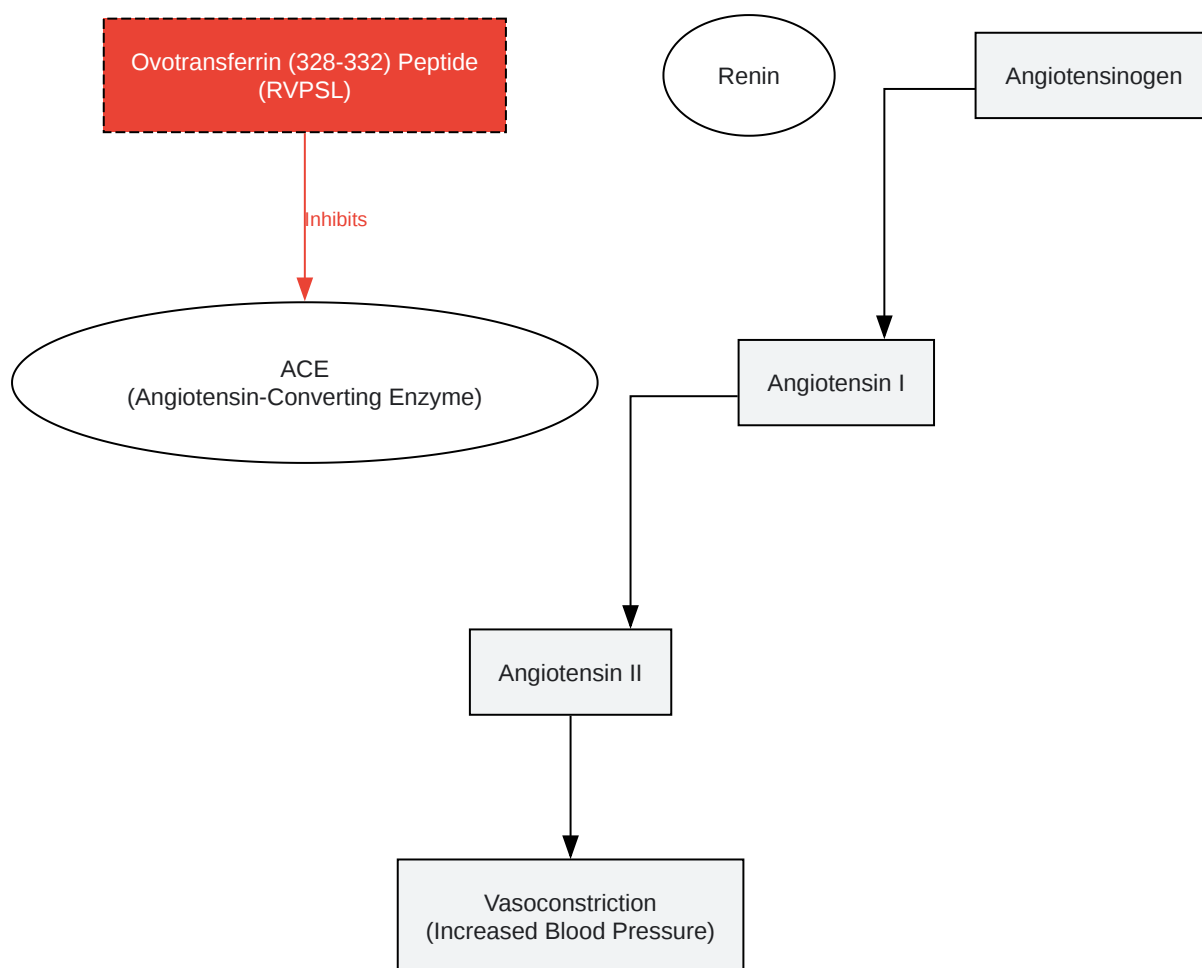 Ovotransferrin (328-332) Peptide
(RVPSL)
Renin
Angiotensinogen
Inhibits
ACE
(Angiotensin-Converting Enzyme)
Angiotensin I
Angiotensin II
Vasoconstriction
(Increased Blood Pressure)